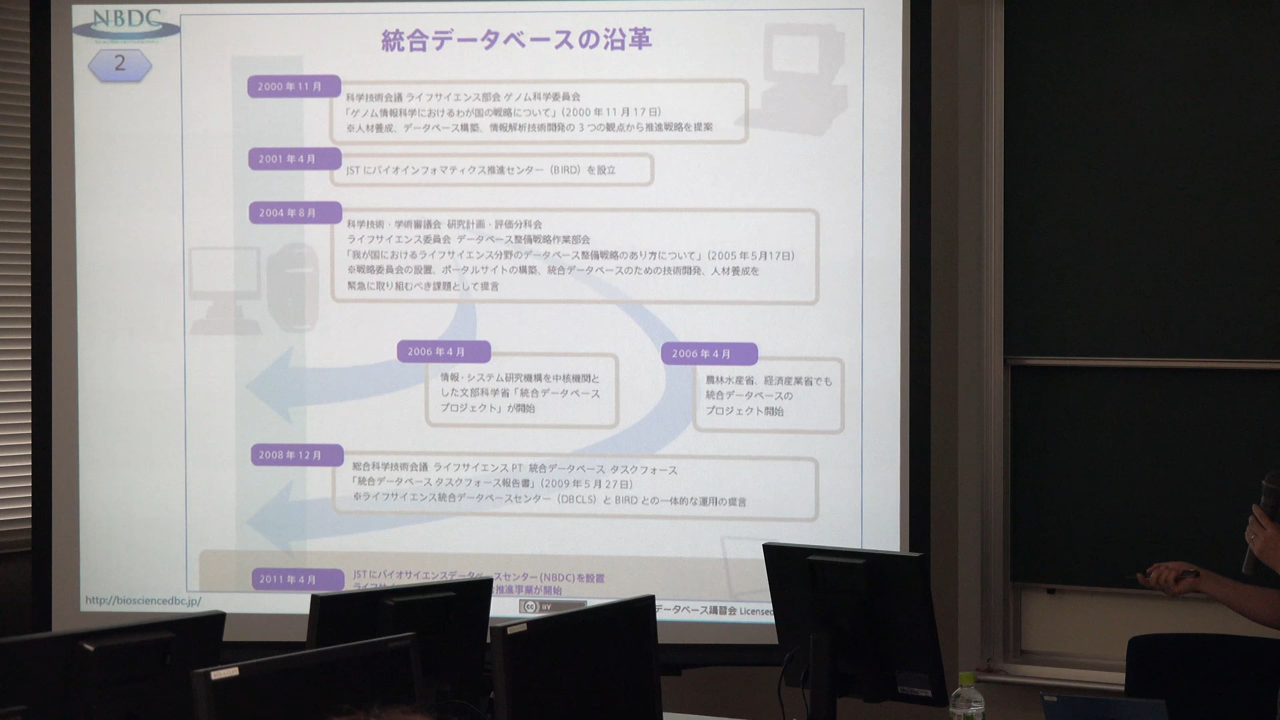 NBDC
2
統合データベースの沿革
2000年11月
科学技術会議 ライフサイエンス部会 ゲノム科学委員会
「ゲノム情報科学におけるわが国の戦略について」（2000年11月17日）
※人材養成、データベース構築、情報解析技術開発の3つの観点から推進戦略を提案
2001年4月
JSTにバイオインフォマティクス推進センター（BIRD）を設立
2004年8月
科学技術・学術審議会 研究計画・評価分科会
ライフサイエンス委員会 データベース整備戦略作業部会
「我が国におけるライフサイエンス分野のデータベース整備戦略のあり方について」（2005年5月17日）
※戦略委員会の設置、ポータルサイトの構築、統合データベースのための技術開発、人材養成を
緊急に取り組むべき課題として提言
2006年4月
情報・システム研究機構を中核機関と
した文部科学省「統合データベース
プロジェクト」が開始
2006年4月
農林水産省、経済産業省でも
統合データベースの
プロジェクト開始
2008年12月
総合科学技術会議 ライフサイエンスPT 統合データベース タスクフォース
「統合データベース タスクフォース報告書」（2009年5月27日）
※ライフサイエンス統合データベースセンター（DBCLS）とBIRDとの一体的な運用の提言
2011年4月
JSTにバイオサイエンスデータベースセンター(NBDC)を設置
推進事業が開始
http://biosciencedbc.jp/
cc BY
データベース講習会 Licensed